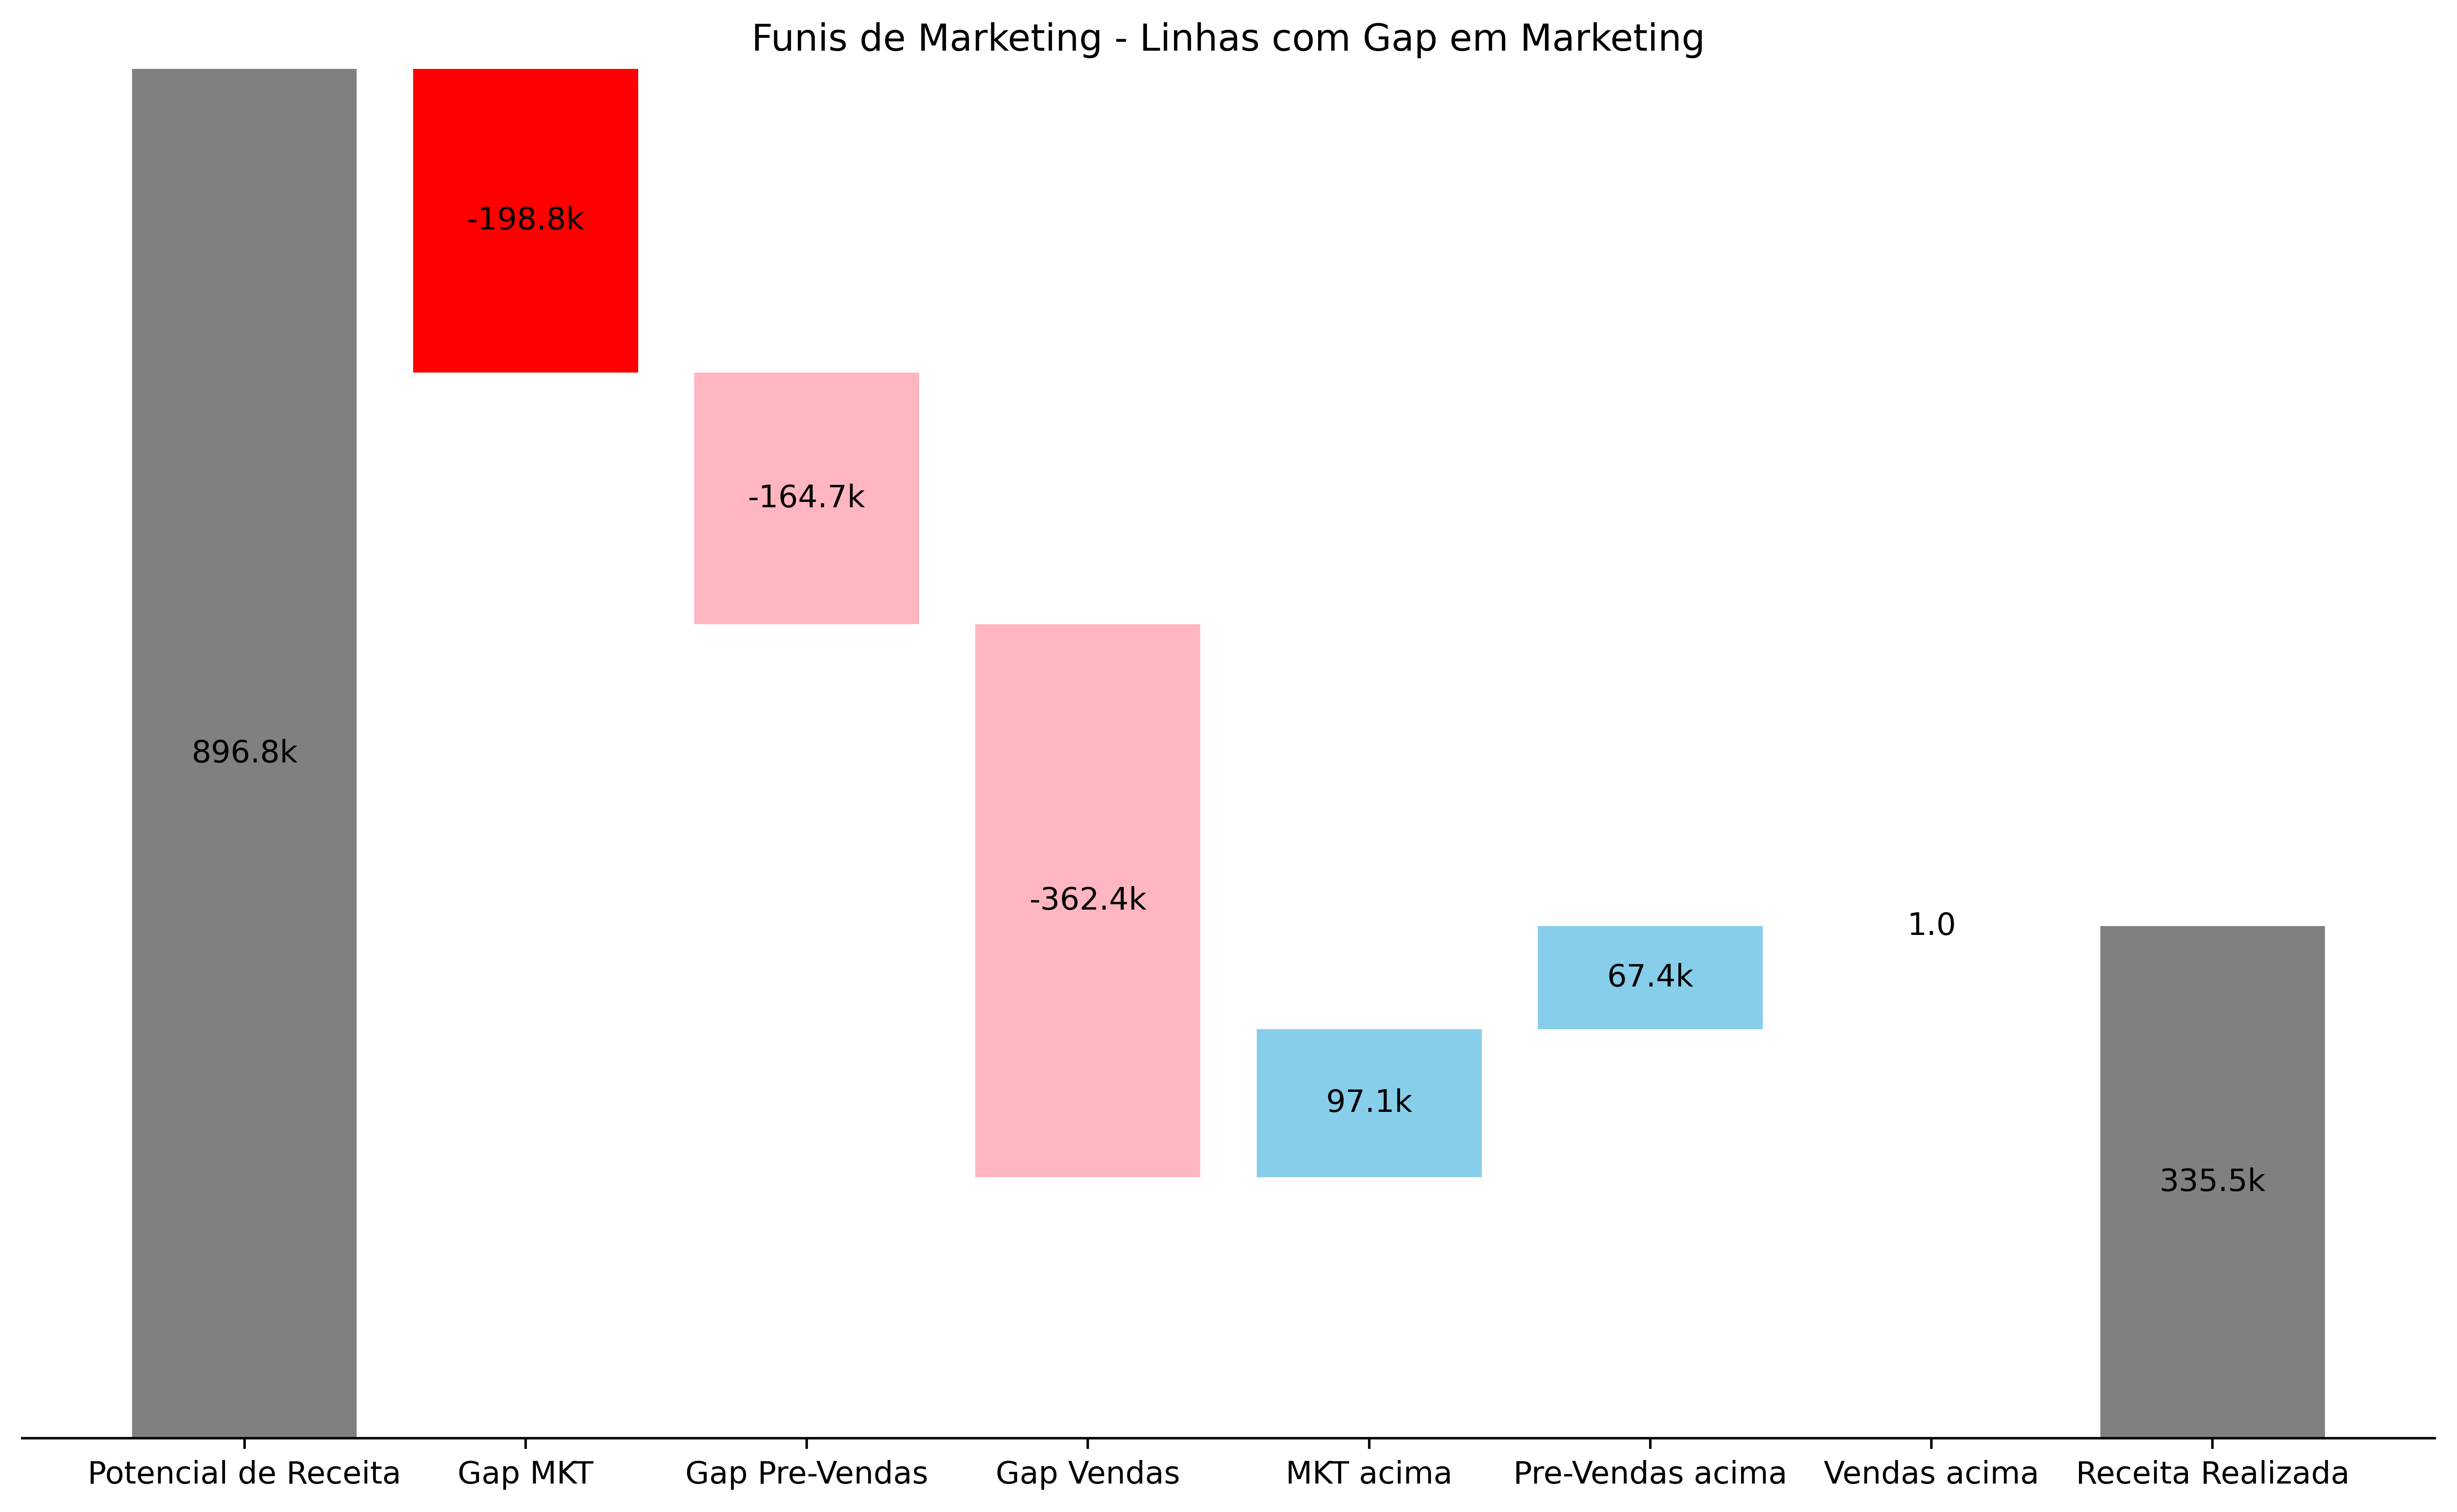 Funis de Marketing - Linhas com Gap em Marketing
-198.8k
-164.7k
896.8k
-362.4k
1.0
67.4k
97.1k
335.5k
Potencial de Receita
Gap MKT
Gap Pre-Vendas
Gap Vendas
MKT acima
Pre-Vendas acima
Vendas acima
Receita Realizada